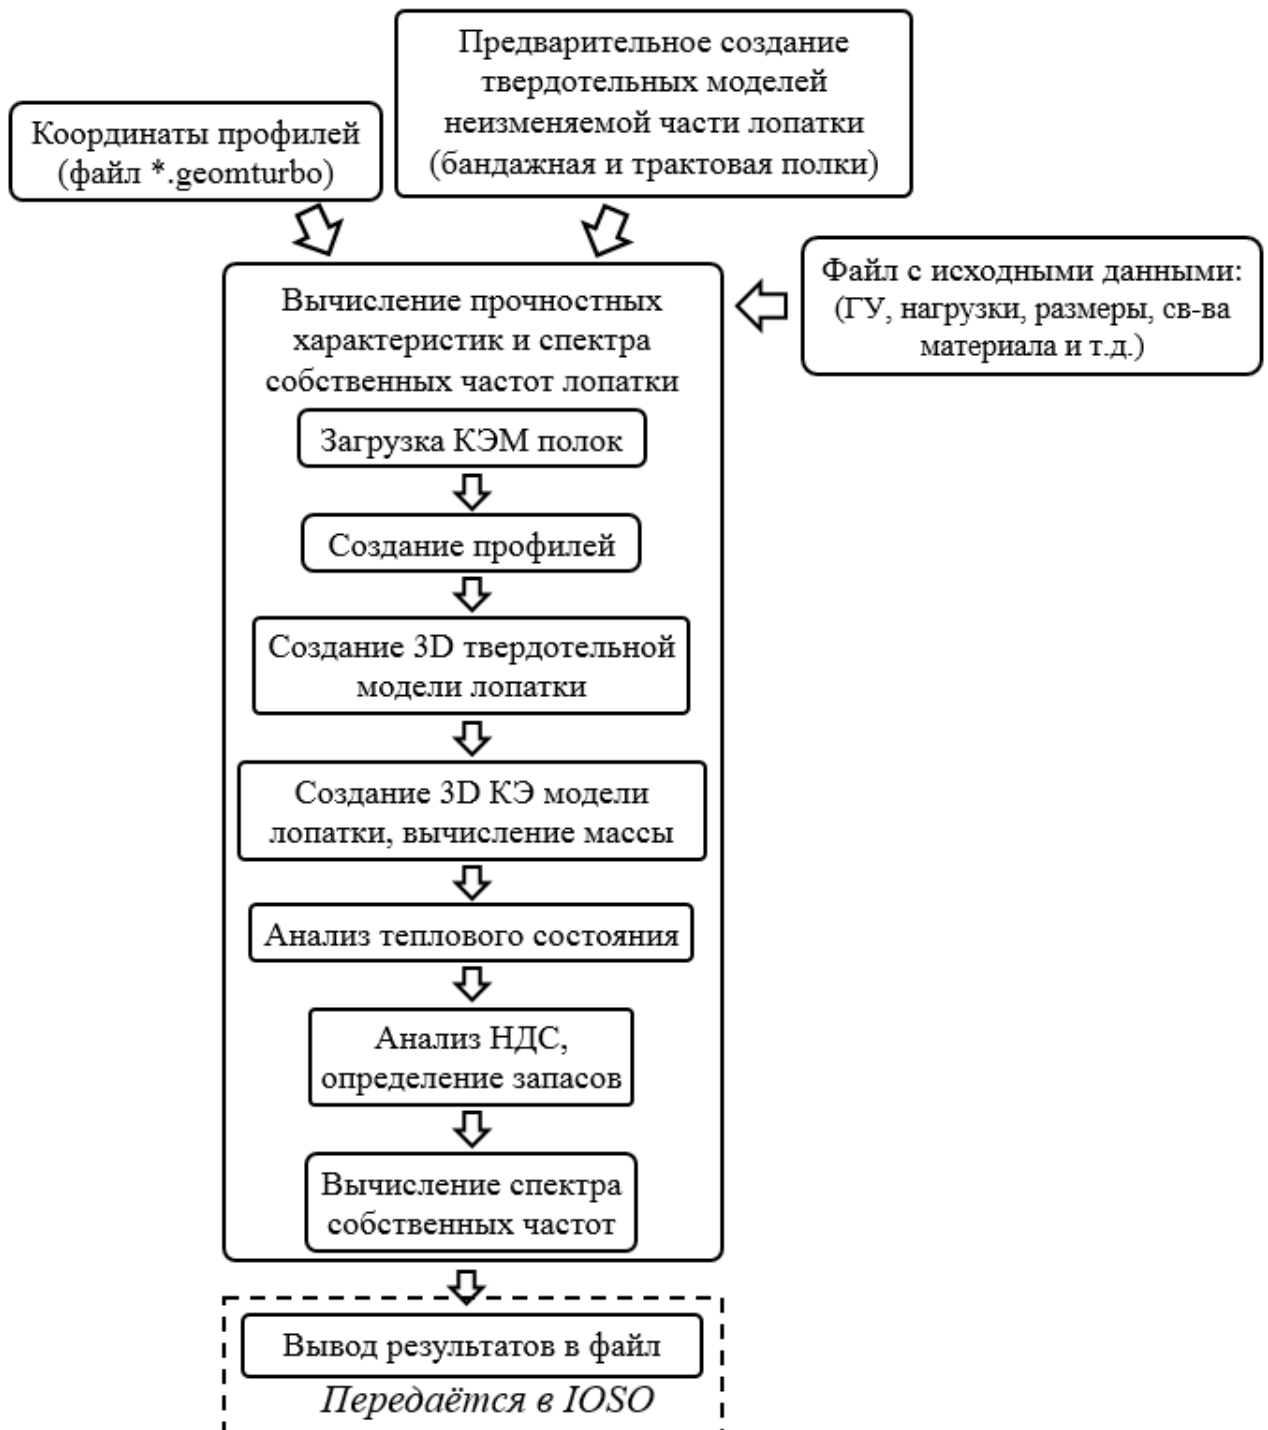 Предварительное создание
твердотельных моделей
неизменяемой части лопатки
(бандажная и трактовая полки)
Координаты профилей
(файл *.geomturbo)
Файл с исходными данными:
(ГУ, нагрузки, размеры, св-ва
материала и т.д.)
Вычисление прочностных
характеристик и спектра
собственных частот лопатки
Загрузка КЭМ полок
Создание профилей
Создание 3D твердотельной
модели лопатки
Создание 3D КЭ модели
лопатки, вычисление массы
Анализ теплового состояния
Анализ НДС,
определение запасов
Вычисление спектра
собственных частот
Вывод результатов в файл
Передаётся в IOSO